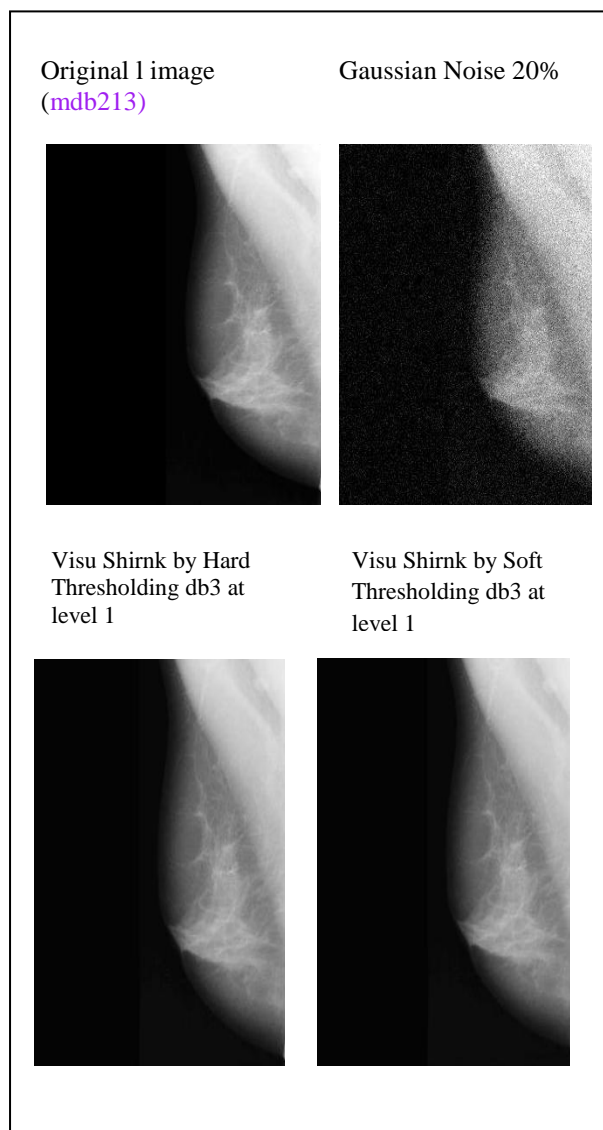 Original l image
(mdb213)
Gaussian Noise 20%
Visu Shirnk by Hard
Thresholding db3 at
level 1
Visu Shirnk by Soft
Thresholding db3 at
level 1